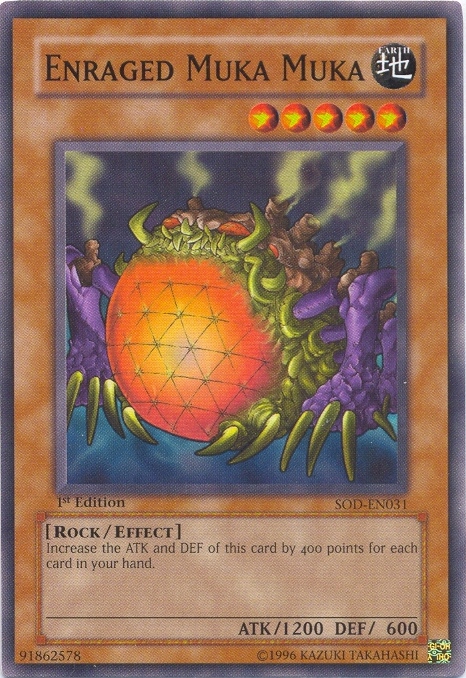 ENRAGED MUKA MUKA
EARTH
地
1st Edition
SOD-EN031
[ROCK/EFFECT]
Increase the ATK and DEF of this card by 400 points for each
card in your hand.
ATK/1200 DEF/ 600
91862578
©1996 KAZUKI TAKAHASHI